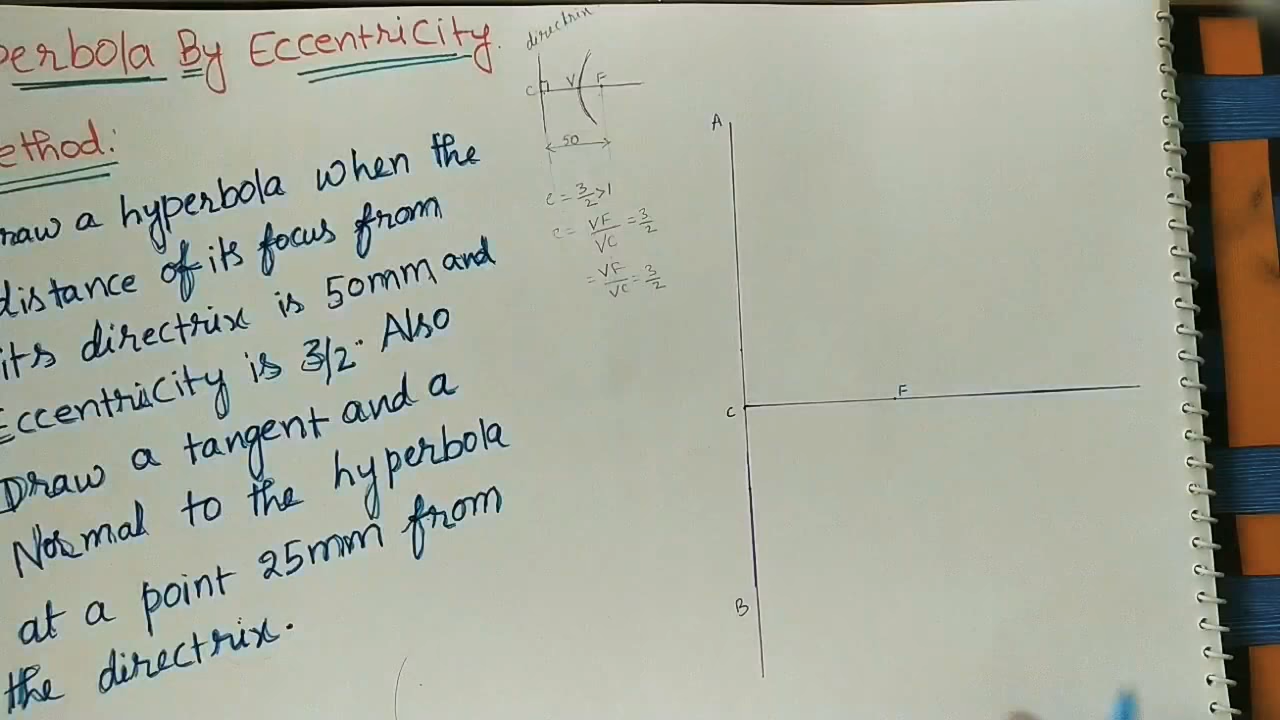 perbola By Eccentricity.
ethod:
raw a hyperbola when the
distance of its focus from
its directrix is 50mm and
Eccentricity is 3/2. Also
Draw a tangent and a
Normal to the hyperbola
at a point 25mm from
the directrix.
directrix
C V F
50
e = 3/2 > 1
e = VF/VC = 3/2
= VF/VC = 3/2
A
F
C
B